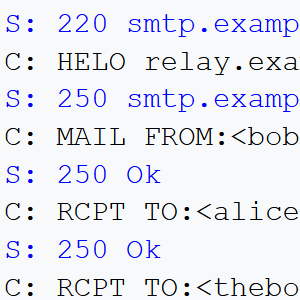 S: 220 smtp.examp
C: HELO relay.exa
S: 250 smtp.examp
C: MAIL FROM:<bob
S: 250 Ok
C: RCPT TO:<alice
S: 250 Ok
C: RCPT TO:<thebo